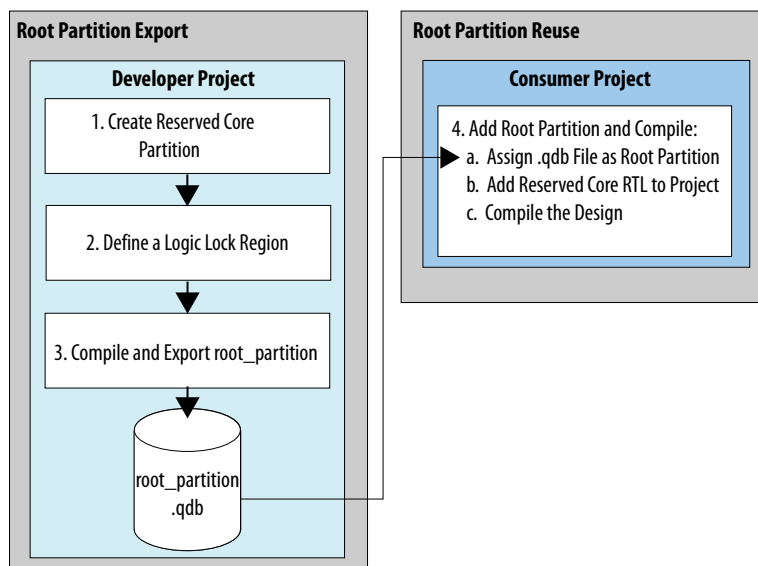 Root Partition Export
Developer Project
1. Create Reserved Core
Partition
2. Define a Logic Lock Region
3. Compile and Export root_partition
root_partition
.qdb
Root Partition Reuse
Consumer Project
4. Add Root Partition and Compile:
a. Assign .qdb File as Root Partition
b. Add Reserved Core RTL to Project
c. Compile the Design